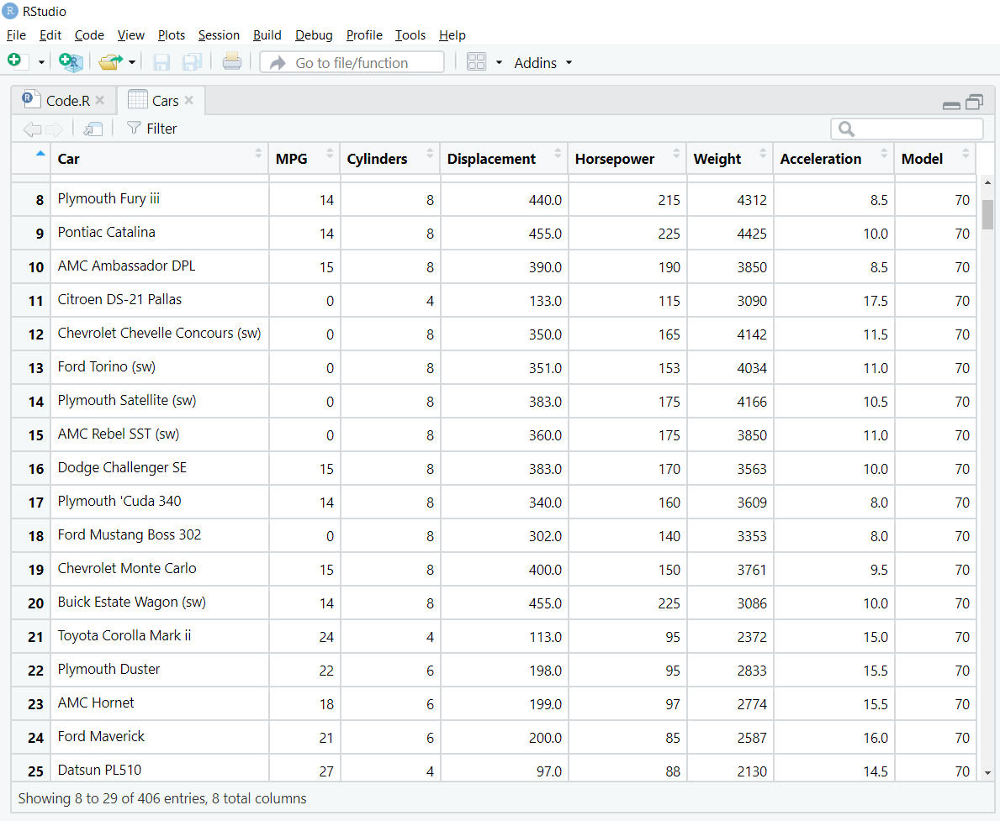 RStudio
File Edit Code View Plots Session Build Debug Profile Tools Help
Go to file/function Addins
Code.R Cars
Filter
Car MPG Cylinders Displacement Horsepower Weight Acceleration Model
8 Plymouth Fury iii 14 8 440.0 215 4312 8.5 70
9 Pontiac Catalina 14 8 455.0 225 4425 10.0 70
10 AMC Ambassador DPL 15 8 390.0 190 3850 8.5 70
11 Citroen DS-21 Pallas 0 4 133.0 115 3090 17.5 70
12 Chevrolet Chevelle Concours (sw) 0 8 350.0 165 4142 11.5 70
13 Ford Torino (sw) 0 8 351.0 153 4034 11.0 70
14 Plymouth Satellite (sw) 0 8 383.0 175 4166 10.5 70
15 AMC Rebel SST (sw) 0 8 360.0 175 3850 11.0 70
16 Dodge Challenger SE 15 8 383.0 170 3563 10.0 70
17 Plymouth 'Cuda 340 14 8 340.0 160 3609 8.0 70
18 Ford Mustang Boss 302 0 8 302.0 140 3353 8.0 70
19 Chevrolet Monte Carlo 15 8 400.0 150 3761 9.5 70
20 Buick Estate Wagon (sw) 14 8 455.0 225 3086 10.0 70
21 Toyota Corolla Mark ii 24 4 113.0 95 2372 15.0 70
22 Plymouth Duster 22 6 198.0 95 2833 15.5 70
23 AMC Hornet 18 6 199.0 97 2774 15.5 70
24 Ford Maverick 21 6 200.0 85 2587 16.0 70
25 Datsun PL510 27 4 97.0 88 2130 14.5 70
Showing 8 to 29 of 406 entries, 8 total columns